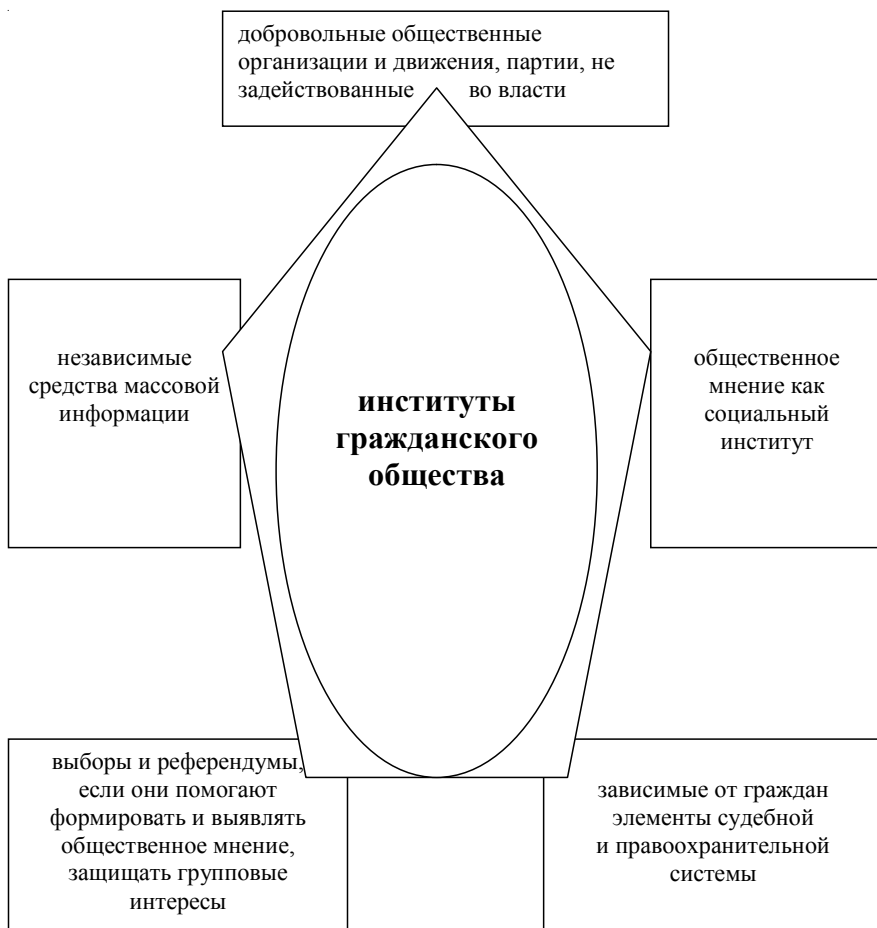 добровольные общественные
организации и движения, партии, не
задействованные во власти
независимые
средства массовой
информации
институты
гражданского
общества
общественное
мнение как
социальный
институт
выборы и референдумы,
если они помогают
формировать и выявлять
общественное мнение,
защищать групповые
интересы
зависимые от граждан
элементы судебной
и правоохранительной
системы